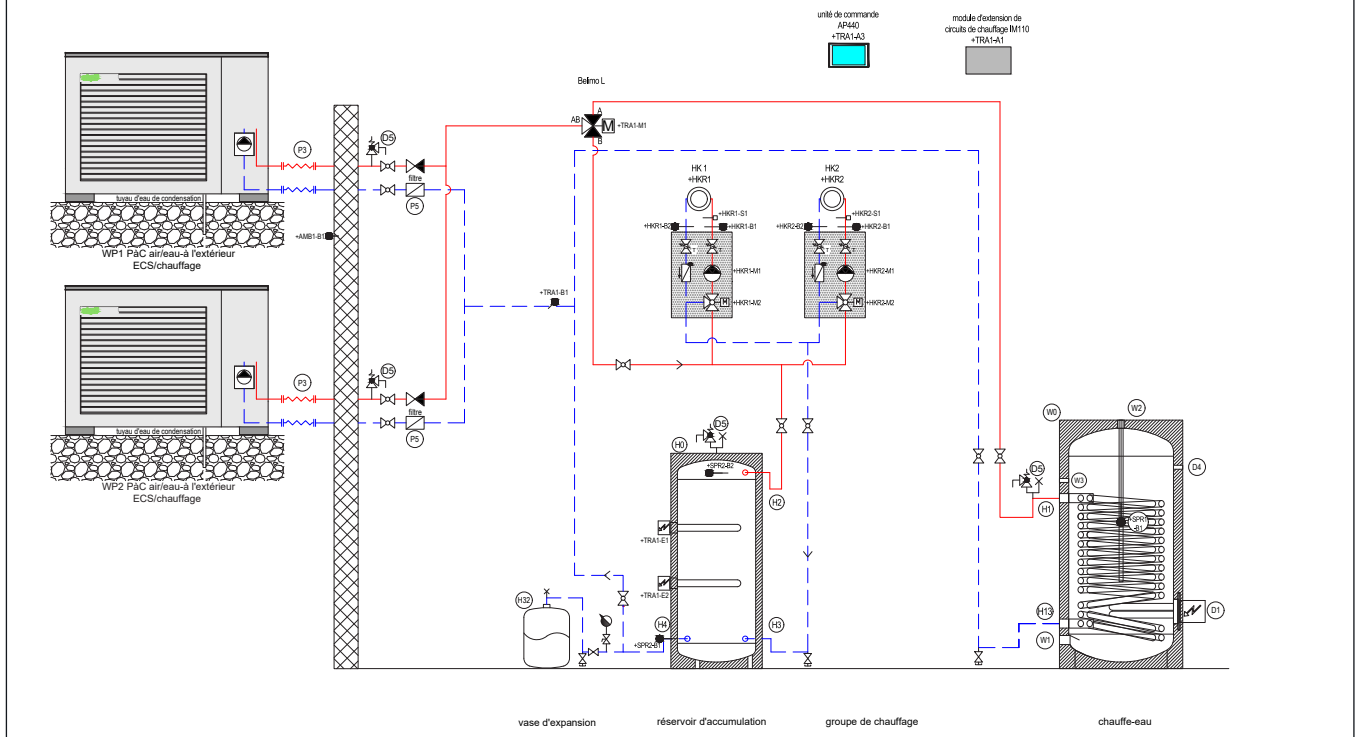 unité de commande
AP440
+TRA1-A3
module d'extension de
circuits de chauffage IM110
+TRA1-A1
Belimo L
A
AB
M
+TRA1-M1
B
D5
P3
filtre
P5
tuyau d'eau de condensation
+AMB1-B1
WP1 PàC air/eau-à l'extérieur
ECS/chauffage
HK 1
+HKR1
HK2
+HKR2
+HKR1-S1
+HKR2-S1
+HKR1-B2
+HKR1-B1
+HKR2-B2
+HKR2-B1
T
T
T
T
+HKR1-M1
+HKR2-M1
M
+HKR1-M2
M
+HKR2-M2
+TRA1-B1
D5
P3
filtre
P5
tuyau d'eau de condensation
WP2 PàC air/eau-à l'extérieur
ECS/chauffage
D5
H0
+SPR2-B2
H2
+TRA1-E1
+TRA1-E2
H32
H4
H3
+SPR2-B1
W0
W2
D5
D4
W3
H1
+SPR1
-B1
H13
D1
W1
vase d'expansion
réservoir d'accumulation
groupe de chauffage
chauffe-eau